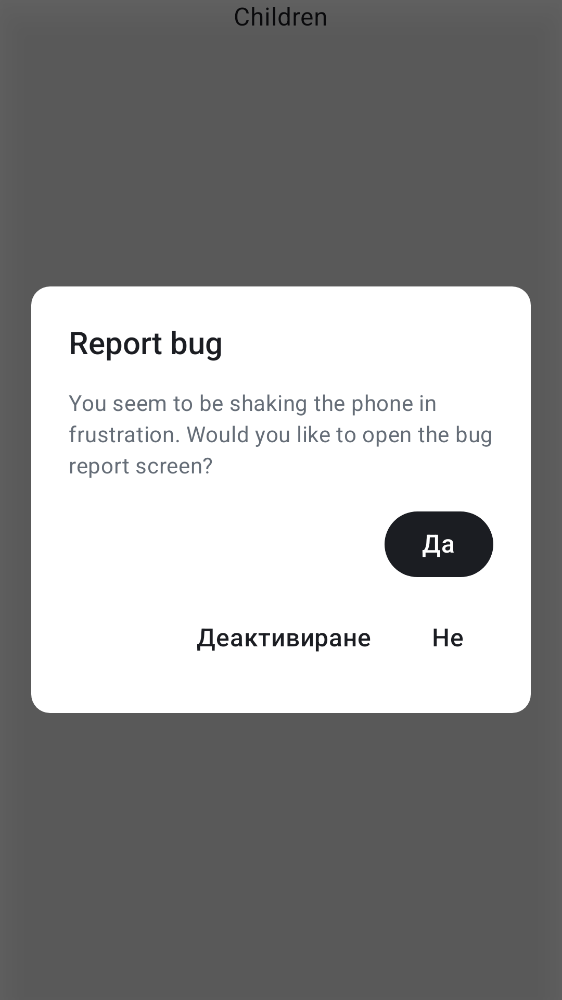 Children
Report bug
You seem to be shaking the phone in
frustration. Would you like to open the bug
report screen?
Да
Деактивиране
Не